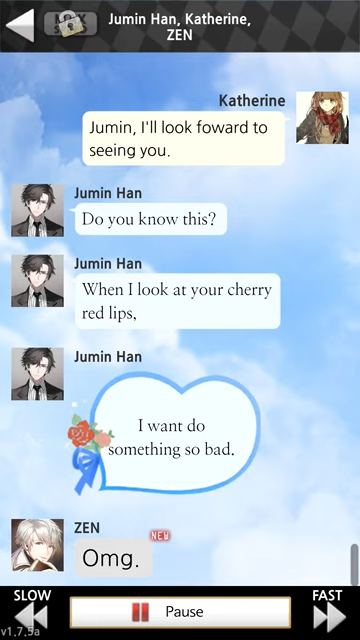 Jumin Han, Katherine,
ZEN
Katherine
Jumin, I'll look foward to
seeing you.
Jumin Han
Do you know this?
Jumin Han
When I look at your cherry
red lips,
Jumin Han
I want do
something so bad.
ZEN
NEW
Omg.
SLOW
Pause
FAST
v1.7.5a